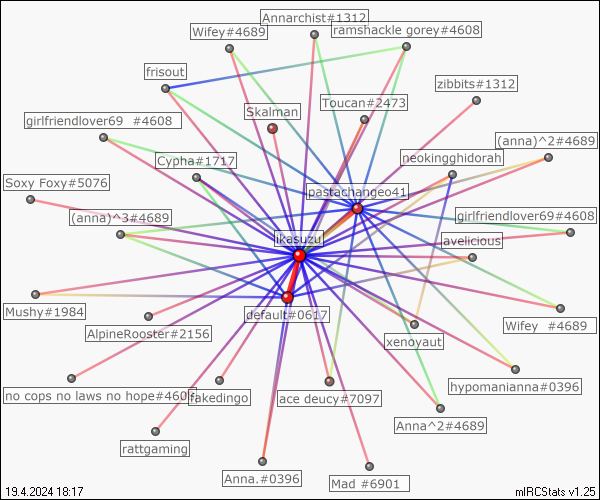 Annarchist#1312
Wifey#4689
ramshackle gorey#4608
frisout
zibbits#1312
Toucan#2473
Skalman
girlfriendlover69 #4608
(anna)^2#4689
Cypha#1717
neokingghidorah
Soxy Foxy#5076
pastachangeo41
(anna)^3#4689
girlfriendlover69#4608
ikasuzu
avelicious
Mushy#1984
default#0617
Wifey #4689
AlpineRooster#2156
xenoyaut
hypomanianna#0396
no cops no laws no hope#4608
fakedingo
ace deucy#7097
Anna^2#4689
rattgaming
Anna.#0396
Mad #6901
19.4.2024 18:17
mIRCStats v1.25